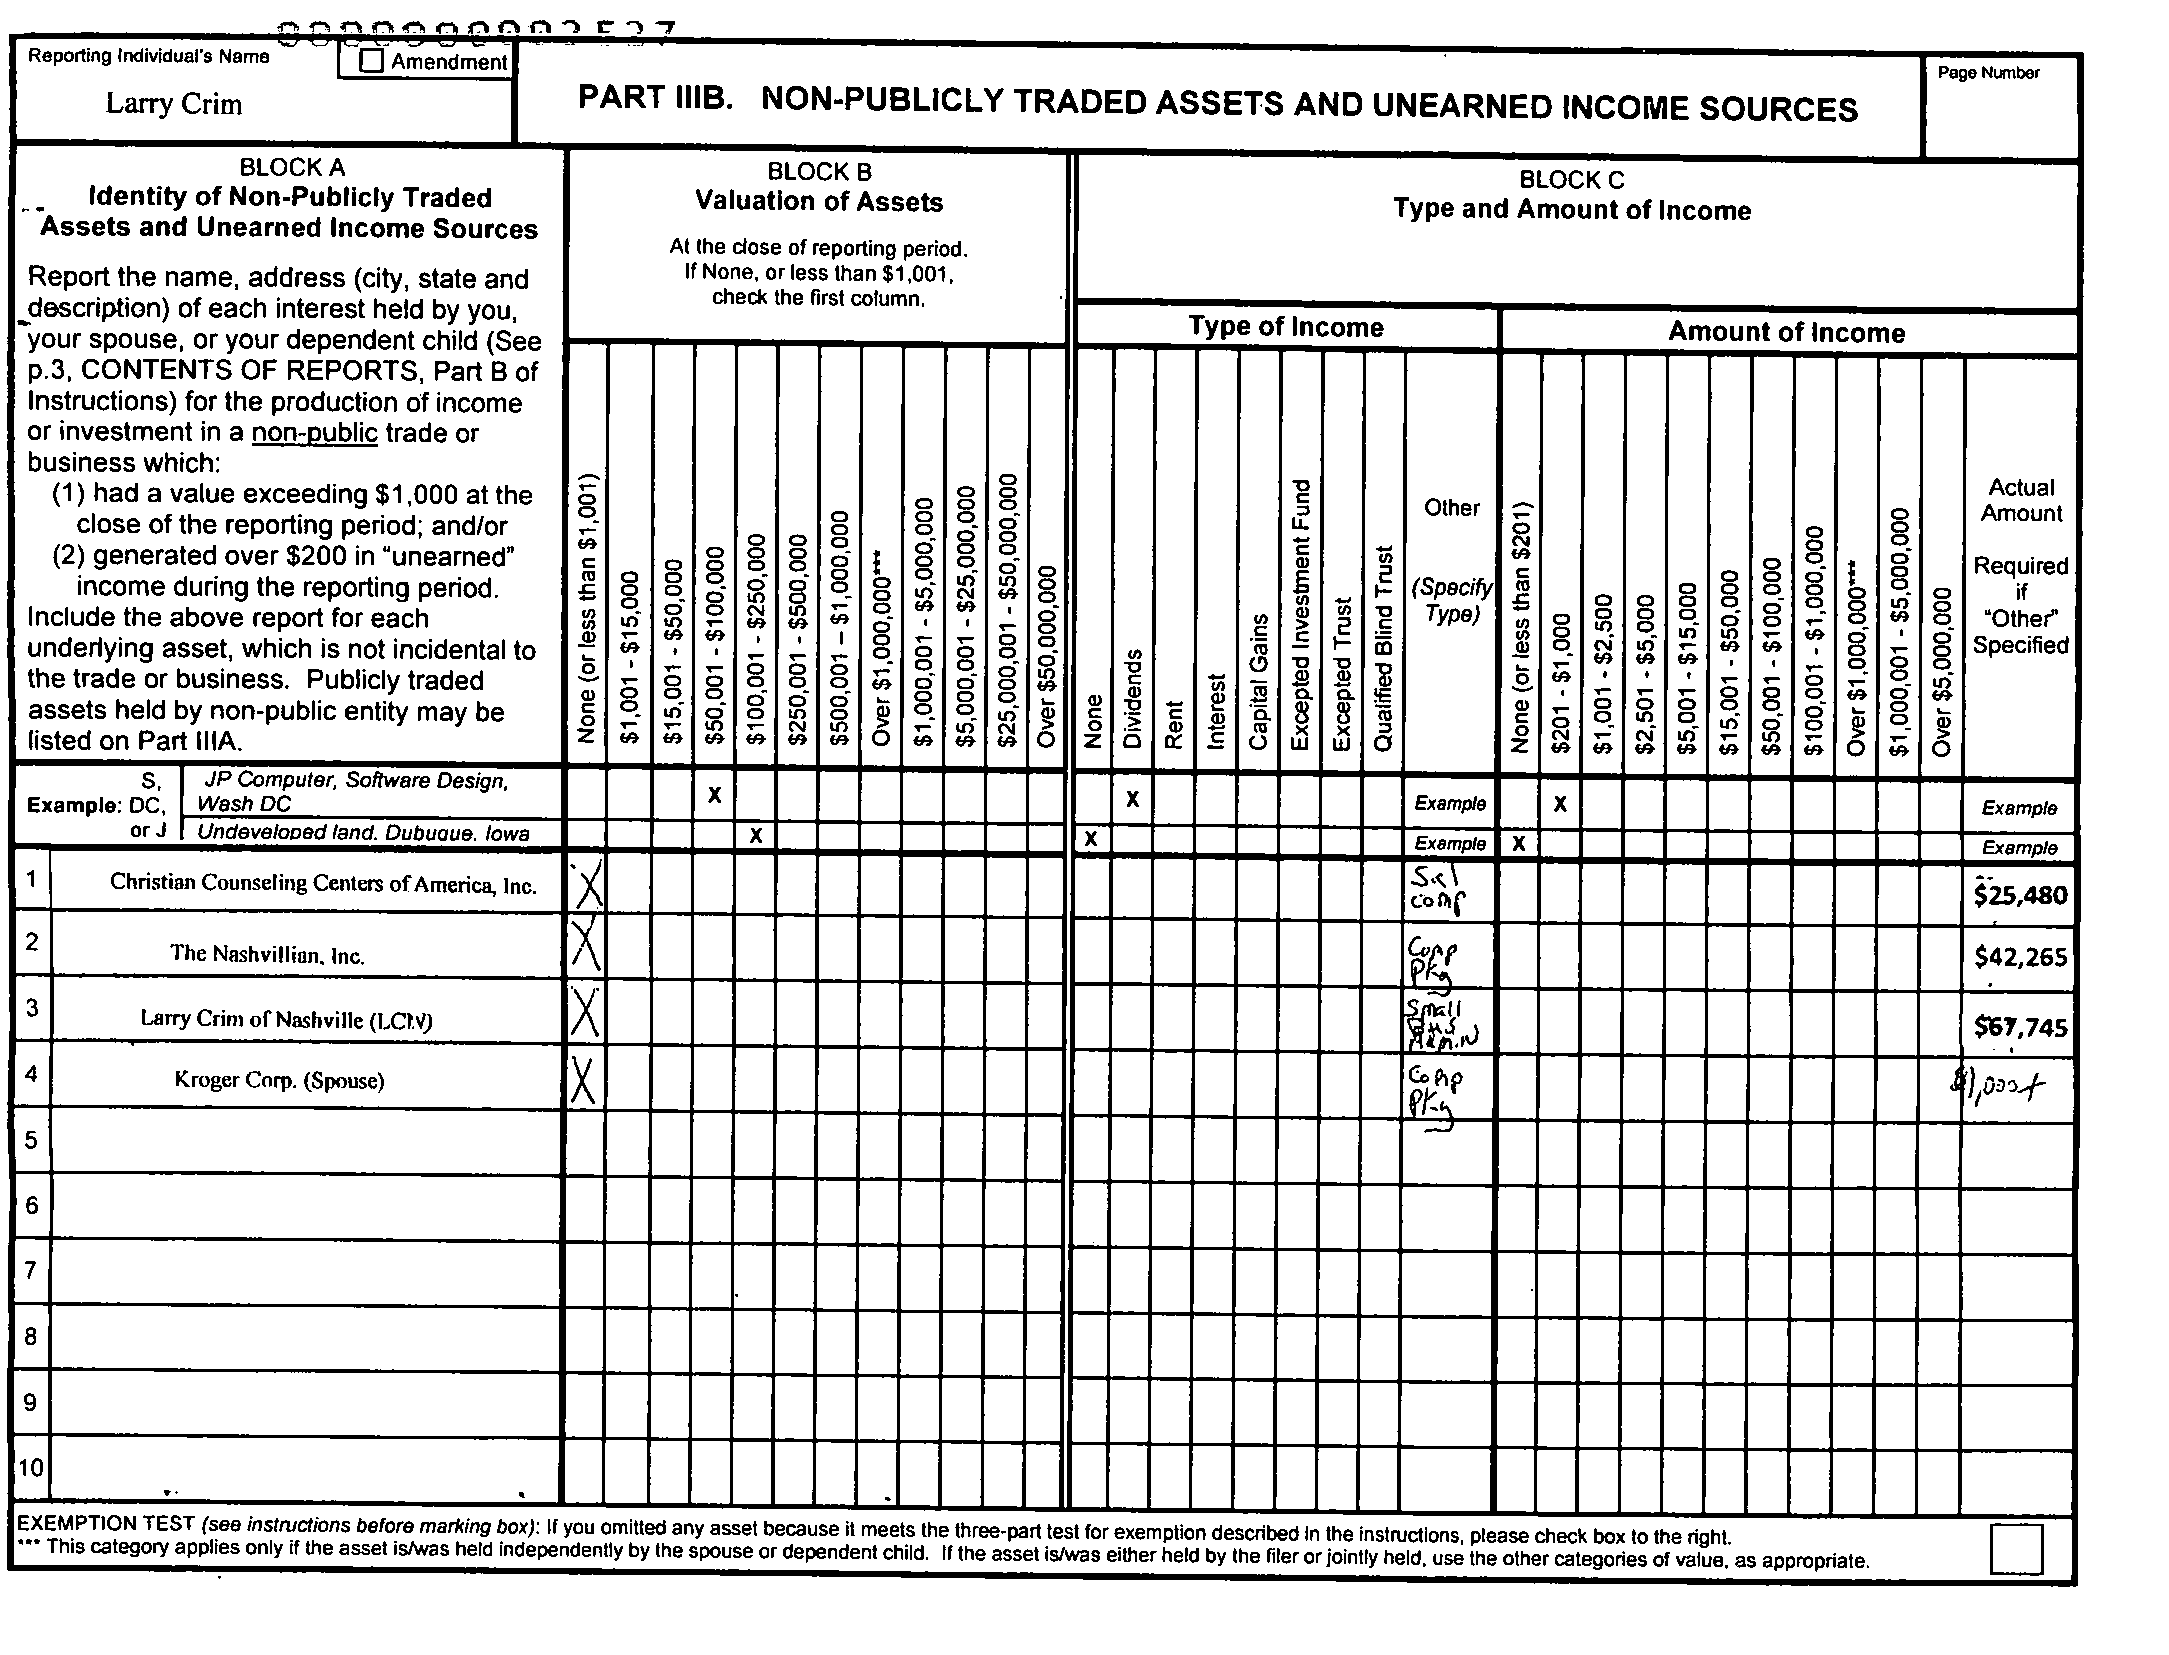 Reporting Individual's Name
Amendment
Larry Crim
PART IIIB. NON-PUBLICLY TRADED ASSETS AND UNEARNED INCOME SOURCES
Page Number
BLOCK A
Identity of Non-Publicly Traded
Assets and Unearned Income Sources
Report the name, address (city, state and
description) of each interest held by you,
your spouse, or your dependent child (See
p.3, CONTENTS OF REPORTS, Part B of
Instructions) for the production of income
or investment in a non-public trade or
business which:
(1) had a value exceeding $1,000 at the
close of the reporting period; and/or
(2) generated over $200 in "unearned"
income during the reporting period.
Include the above report for each
underlying asset, which is not incidental to
the trade or business. Publicly traded
assets held by non-public entity may be
listed on Part IIIA.
BLOCK B
Valuation of Assets
At the close of reporting period.
If None, or less than $1,001,
check the first column.
None (or less than $1,001)
$1,001 - $15,000
$15,001 - $50,000
$50,001 - $100,000
$100,001 - $250,000
$250,001 - $500,000
$500,001 – $1,000,000
Over $1,000,000***
$1,000,001 - $5,000,000
$5,000,001 - $25,000,000
$25,000,001 - $50,000,000
Over $50,000,000
BLOCK C
Type and Amount of Income
Type of Income
None
Dividends
Rent
Interest
Capital Gains
Excepted Investment Fund
Excepted Trust
Qualified Blind Trust
Other
(Specify
Type)
Amount of Income
None (or less than $201)
$201 - $1,000
$1,001 - $2,500
$2,501 - $5,000
$5,001 - $15,000
$15,001 - $50,000
$50,001 - $100,000
$100,001 - $1,000,000
Over $1,000,000***
$1,000,001 - $5,000,000
Over $5,000,000
Actual
Amount
Required
if
"Other"
Specified
Example: S, DC, or J
JP Computer, Software Design,
Wash DC X X Example X Example
Undeveloped land, Dubuque, Iowa X X Example X Example
1 Christian Counseling Centers of America, Inc. X Sal Comp $25,480
2 The Nashvillian, Inc. X Comp Pkg $42,265
3 Larry Crim of Nashville (LCN) X Small Bus Admin $67,745
4 Kroger Corp. (Spouse) X Comp Pkg $1,000+
5
6
7
8
9
10
EXEMPTION TEST (see instructions before marking box): If you omitted any asset because it meets the three-part test for exemption described in the instructions, please check box to the right.
*** This category applies only if the asset is/was held independently by the spouse or dependent child. If the asset is/was either held by the filer or jointly held, use the other categories of value, as appropriate.